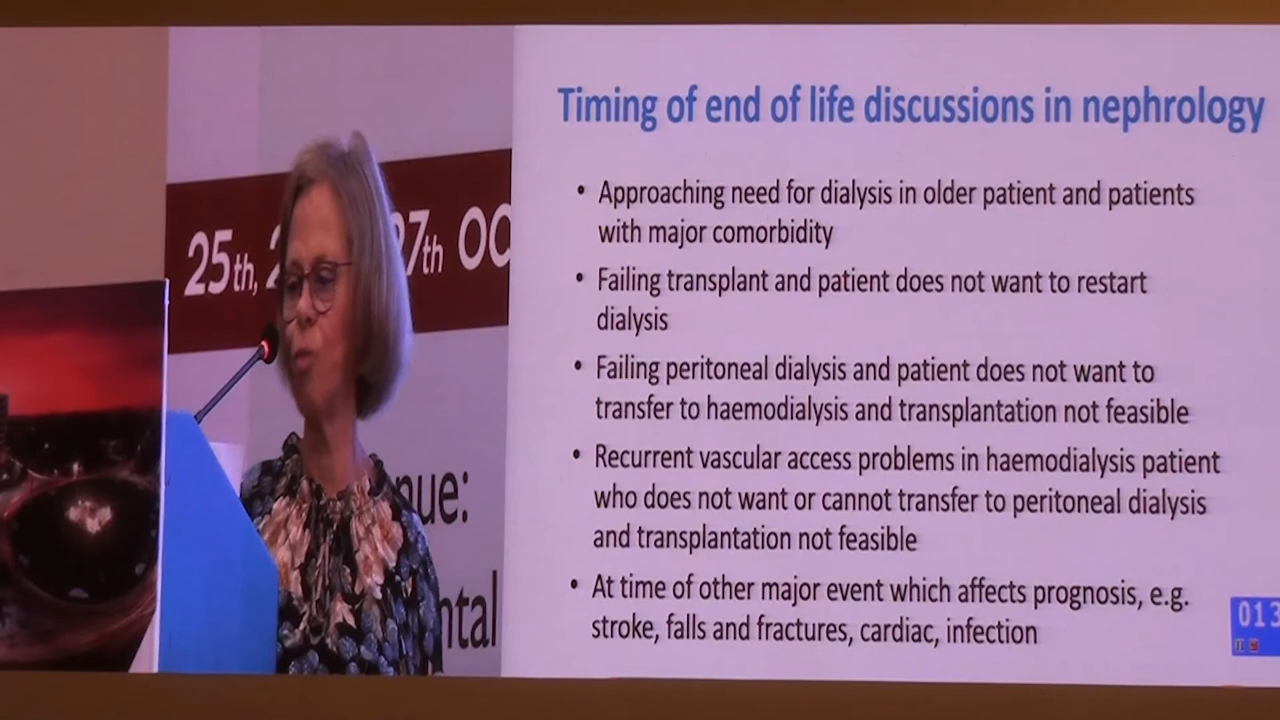 Timing of end of life discussions in nephrology
• Approaching need for dialysis in older patient and patients
with major comorbidity
• Failing transplant and patient does not want to restart
dialysis
• Failing peritoneal dialysis and patient does not want to
transfer to haemodialysis and transplantation not feasible
• Recurrent vascular access problems in haemodialysis patient
who does not want or cannot transfer to peritoneal dialysis
and transplantation not feasible
• At time of other major event which affects prognosis, e.g.
stroke, falls and fractures, cardiac, infection
25th, 2 27th OC
nue:
ntal
013